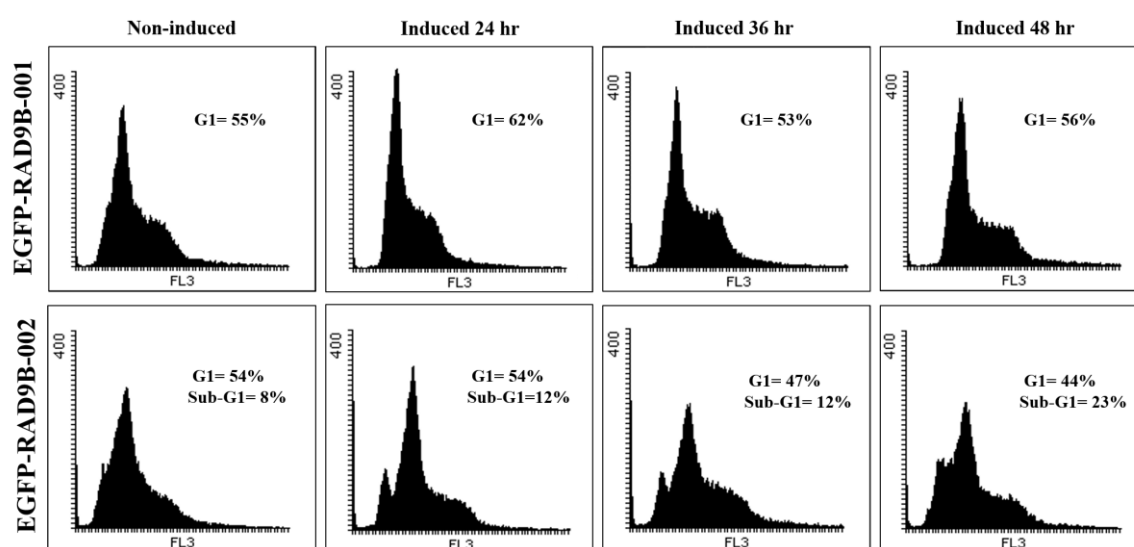 Non-induced
Induced 24 hr
Induced 36 hr
Induced 48 hr
EGFP-RAD9B-001
400
G1= 55%
FL3
400
G1= 62%
FL3
400
G1= 53%
FL3
400
G1= 56%
FL3
EGFP-RAD9B-002
400
G1= 54%
Sub-G1= 8%
FL3
400
G1= 54%
Sub-G1=12%
FL3
400
G1= 47%
Sub-G1= 12%
FL3
400
G1= 44%
Sub-G1= 23%
FL3